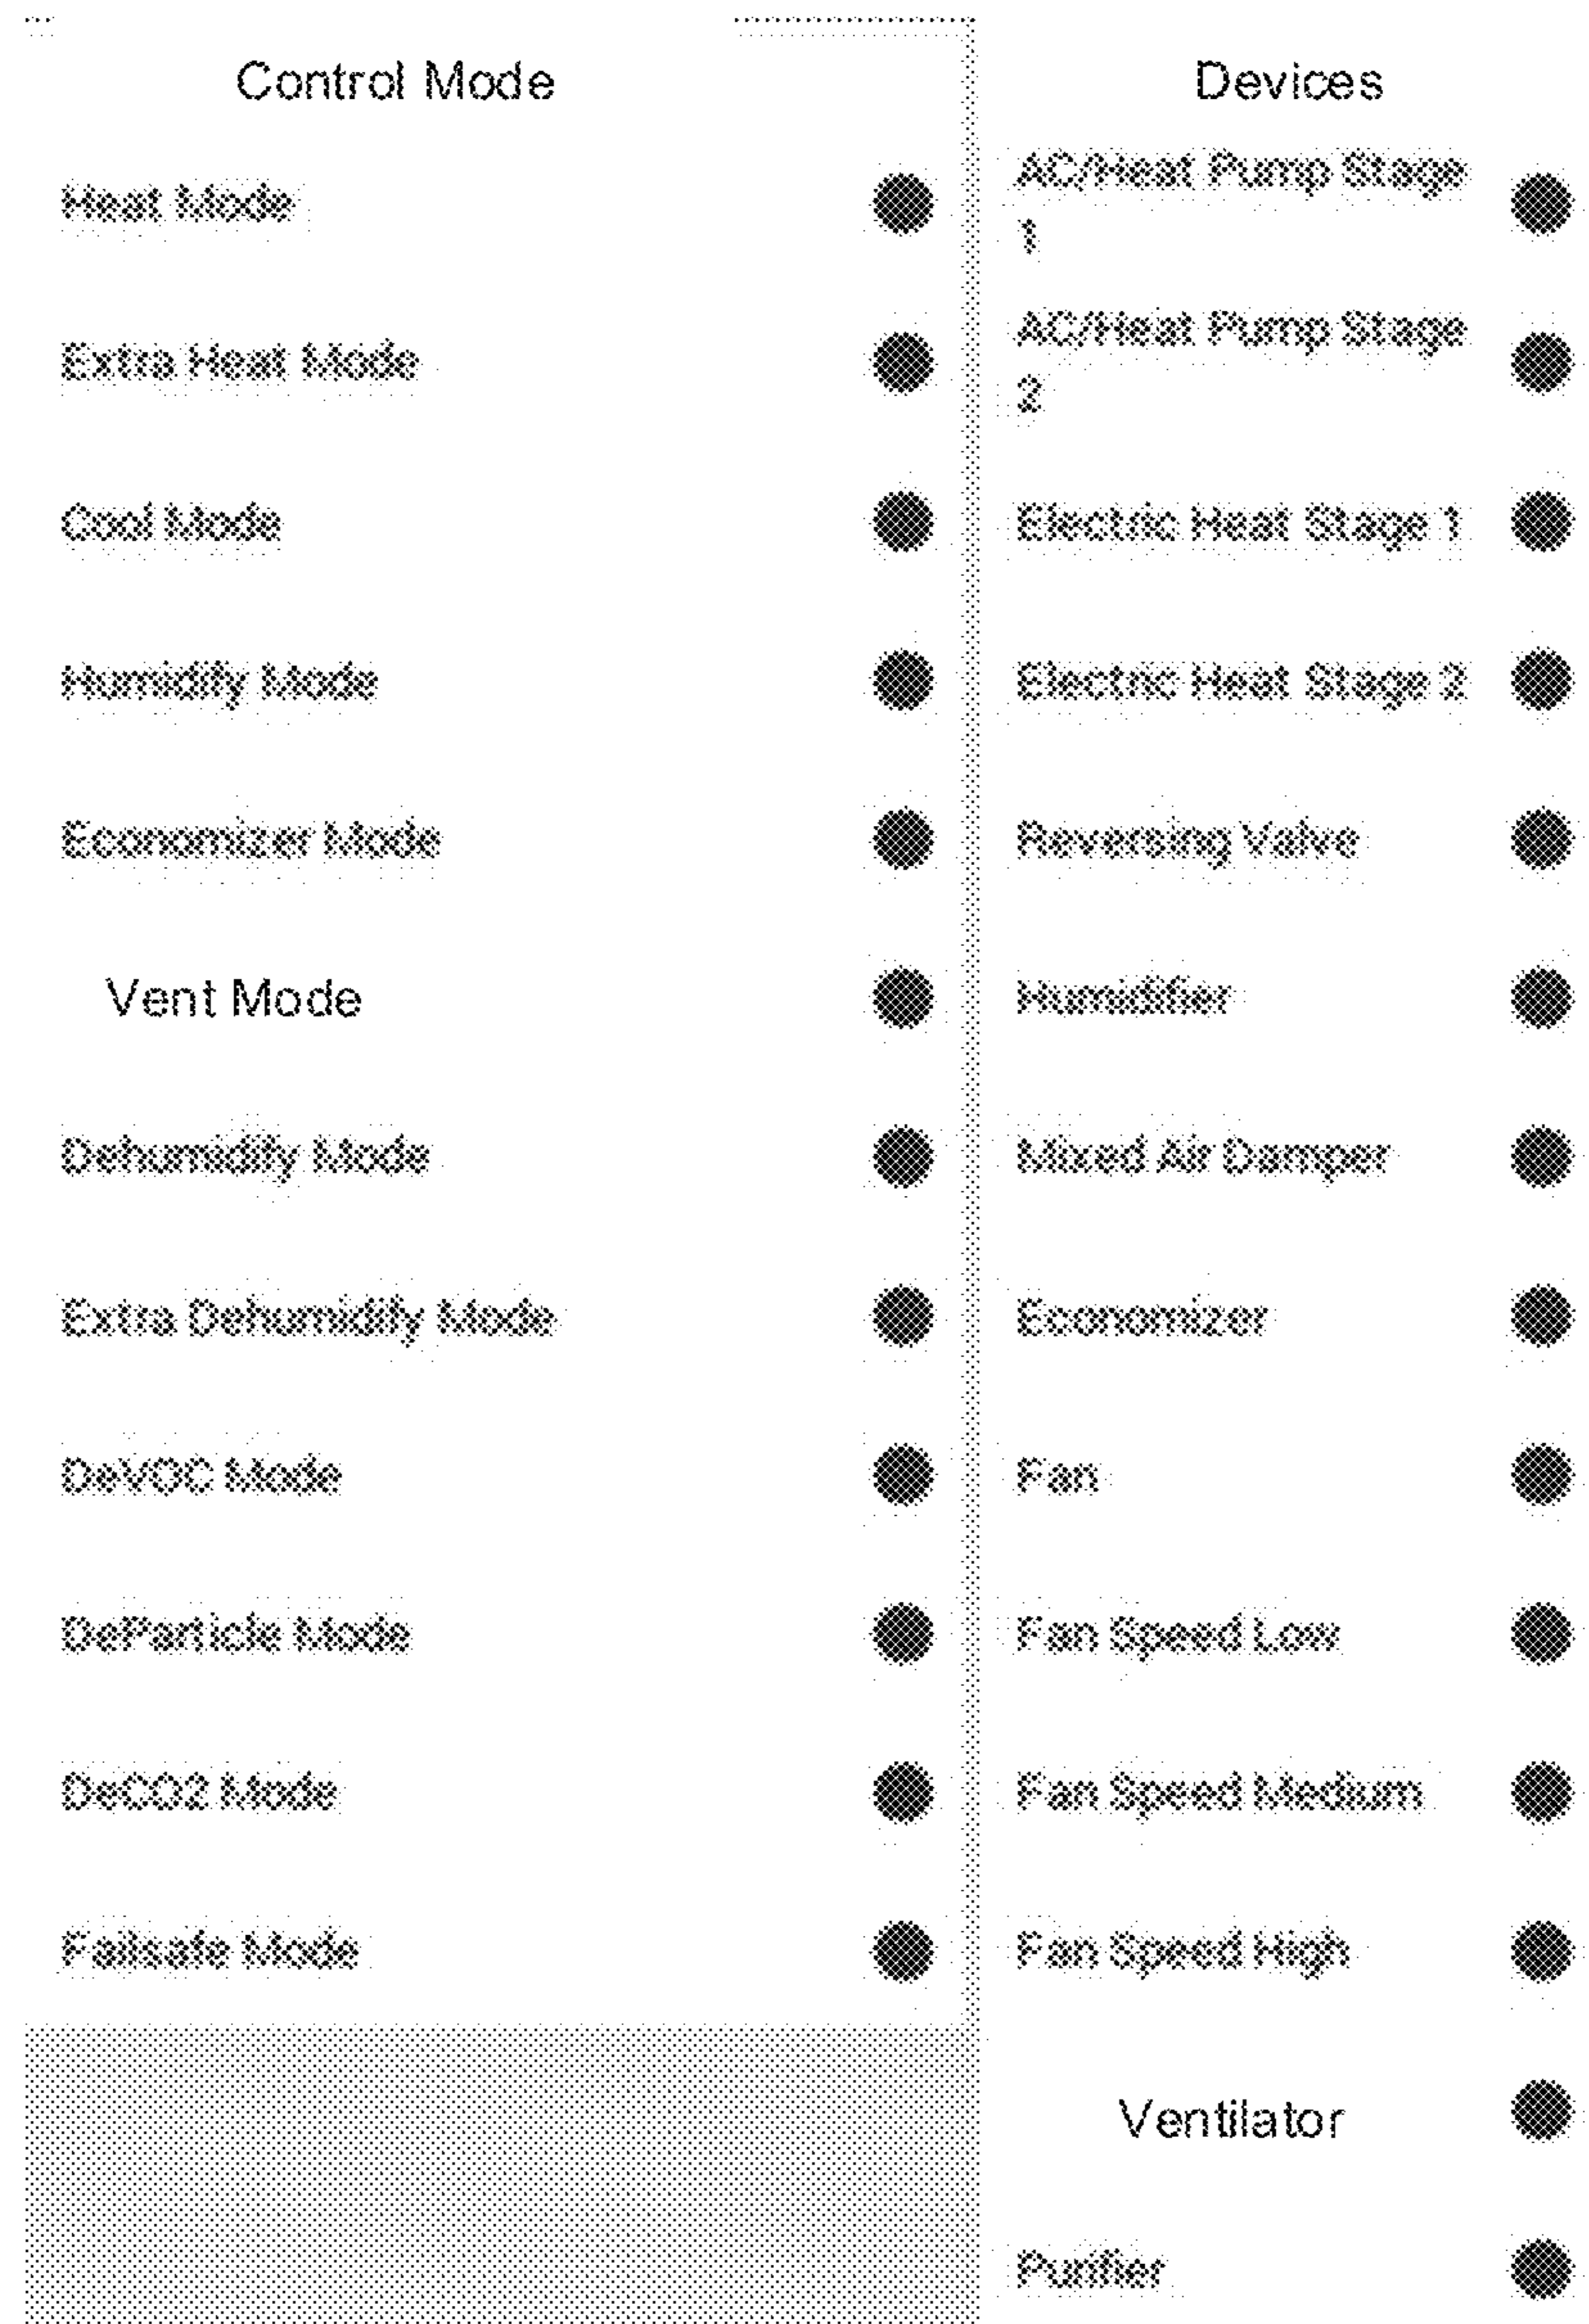 Control Mode
Heat Mode
Extra Heat Mode
Cool Mode
Humidify Mode
Economizer Mode
Vent Mode
Dehumidify Mode
Extra Dehumidify Mode
DeVOC Mode
DeParticle Mode
DeCO2 Mode
Failsafe Mode
Devices
AC/Heat Pump Stage
1
AC/Heat Pump Stage
2
Electric Heat Stage 1
Electric Heat Stage 2
Reversing Valve
Humidifier
Mixed Air Damper
Economizer
Fan
Fan Speed Low
Fan Speed Medium
Fan Speed High
Ventilator
Purifier